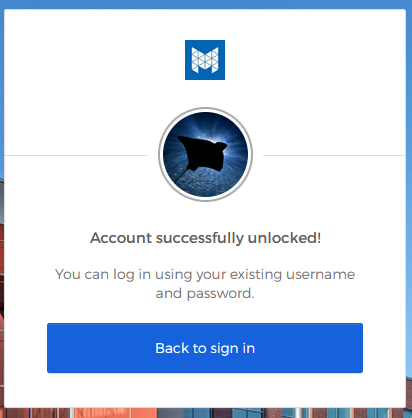 Account successfully unlocked!
You can log in using your existing username
and password.
Back to sign in